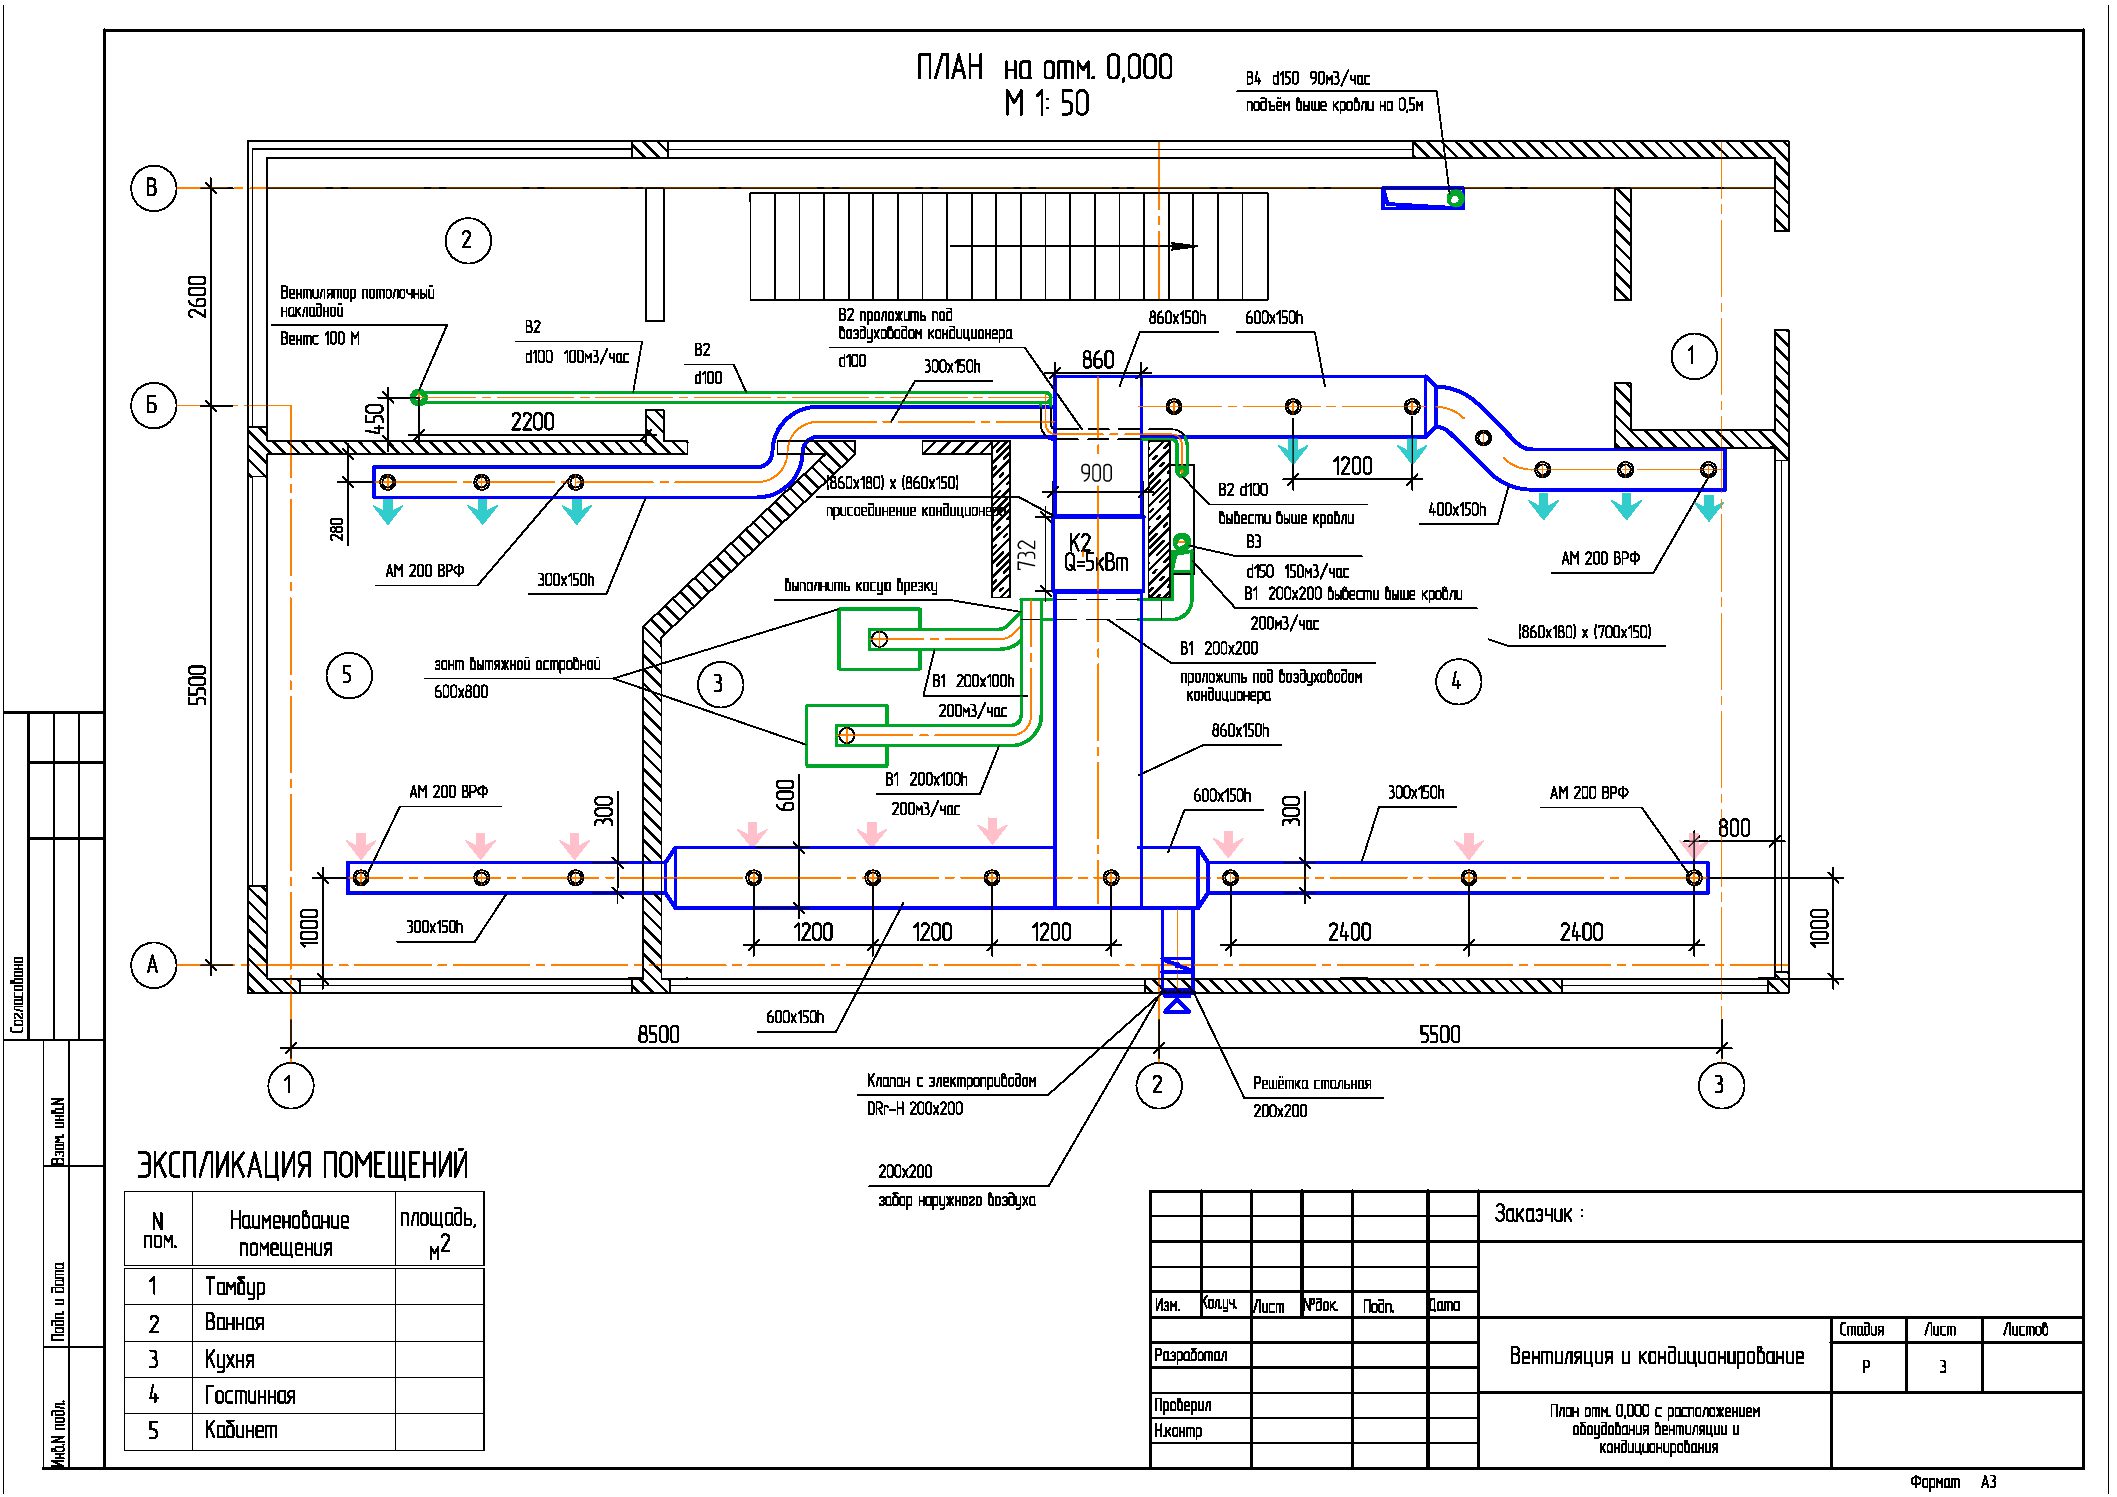 ПЛАН на отм. 0,000
М 1: 50
В4 d150 90м3/час
подъём выше кровли на 0,5м
В
2
2600
Вентилятор потолочный
накладной
Вентс 100 М
В2
d100 100м3/час
В2
d100
В2 проложить под
воздуховодом кондиционера
d100
300х150h
860х150h
600х150h
860
1
Б
450
2200
280
900
1200
(860х180) х (860х150)
присоединение кондиционера
В2 d100
вывести выше кровли
400х150h
АМ 200 ВРФ
АМ 200 ВРФ
300х150h
732
К2
Q=5кВт
В3
d150 150м3/час
В1 200х200 вывести выше кровли
200м3/час
выполнить косую врезку
(860х180) х (700х150)
5500
5
зонт вытяжной островной
600х800
3
В1 200х100h
200м3/час
В1 200х200
проложить под воздуховодом
кондиционера
4
860х150h
В1 200х100h
200м3/час
АМ 200 ВРФ
300
600
600х150h
300
300х150h
АМ 200 ВРФ
800
1000
300х150h
1200
1200
1200
2400
2400
1000
А
600х150h
8500
5500
1
2
3
Клапан с электроприводом
DRr-H 200х200
Решётка стальная
200х200
200х200
забор наружного воздуха
Согласовано
Взам. инв.N
Подп. и дата
Инв.N подл.
ЭКСПЛИКАЦИЯ ПОМЕЩЕНИЙ
N пом. Наименование помещения площадь, м2
1 Тамбур
2 Ванная
3 Кухня
4 Гостинная
5 Кабинет
Заказчик :
Изм. Кол.уч. Лист №док. Подп. Дата
Разработал
Проверил
Н.контр
Вентиляция и кондиционирование
Стадия Лист Листов
Р 3
План отм. 0,000 с расположением
обоудования вентиляции и
кондиционирования
Формат А3